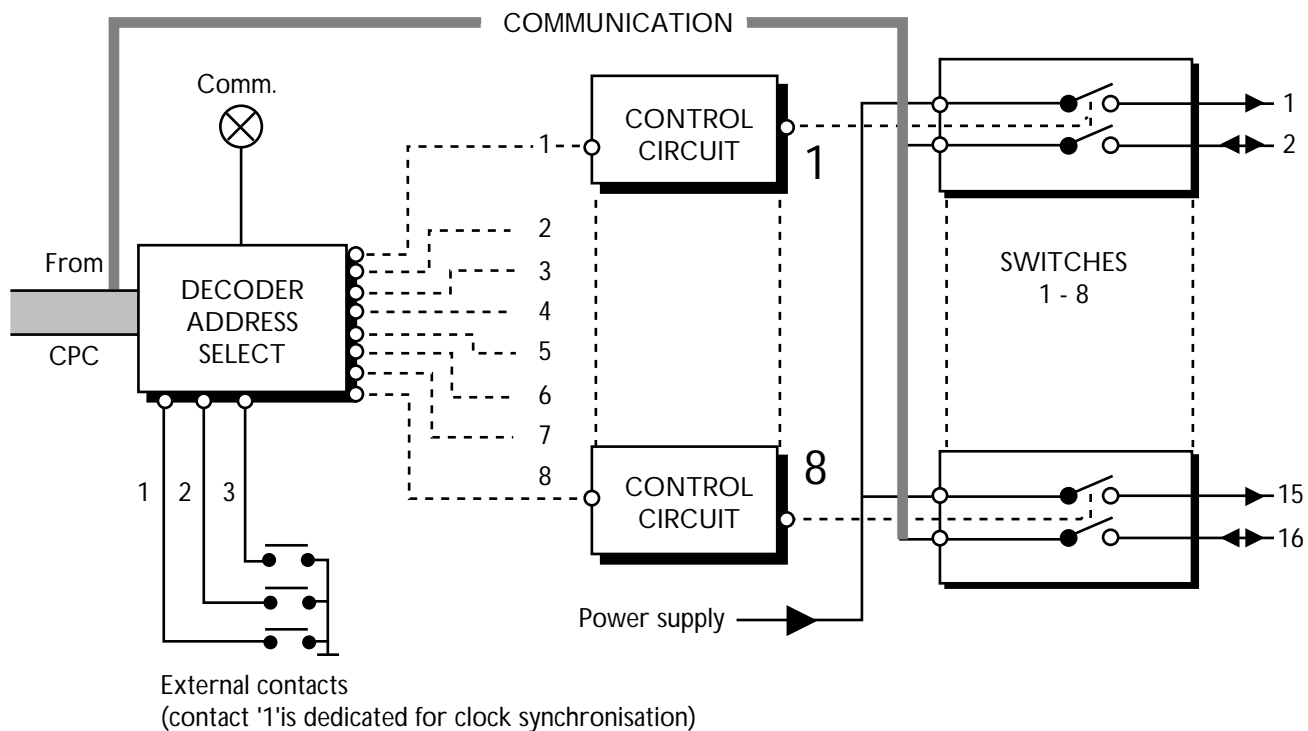 COMMUNICATION
Comm.
From
CPC
DECODER
ADDRESS
SELECT
1
2
3
4
5
6
7
8
CONTROL
CIRCUIT
1
CONTROL
CIRCUIT
8
1
2
SWITCHES
1 - 8
15
16
1 2 3
Power supply
External contacts
(contact '1'is dedicated for clock synchronisation)